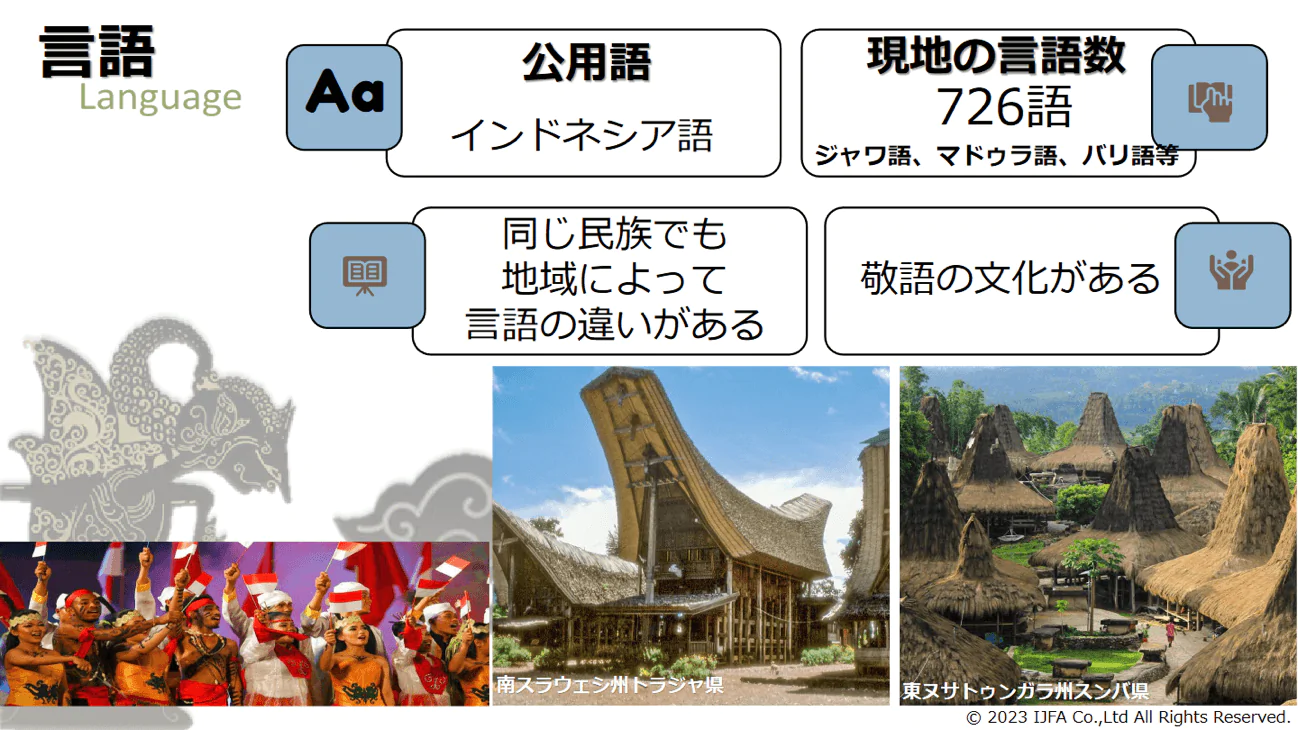 言語
Language
Aa
公用語
インドネシア語
現地の言語数
726語
ジャワ語、マドゥラ語、バリ語等
同じ民族でも
地域によって
言語の違いがある
敬語の文化がある
南スラウェシ州トラジャ県
東ヌサトゥンガラ州スンバ県
© 2023 IJFA Co.,Ltd All Rights Reserved.